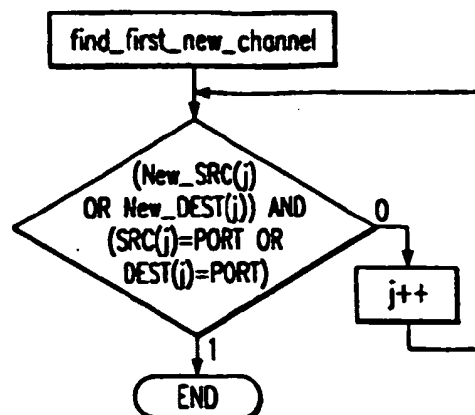 find_first_new_channel
(New_SRC(j)
OR New_DEST(j)) AND
(SRC(j)=PORT OR
DEST(j)=PORT)
0
j++
1
END